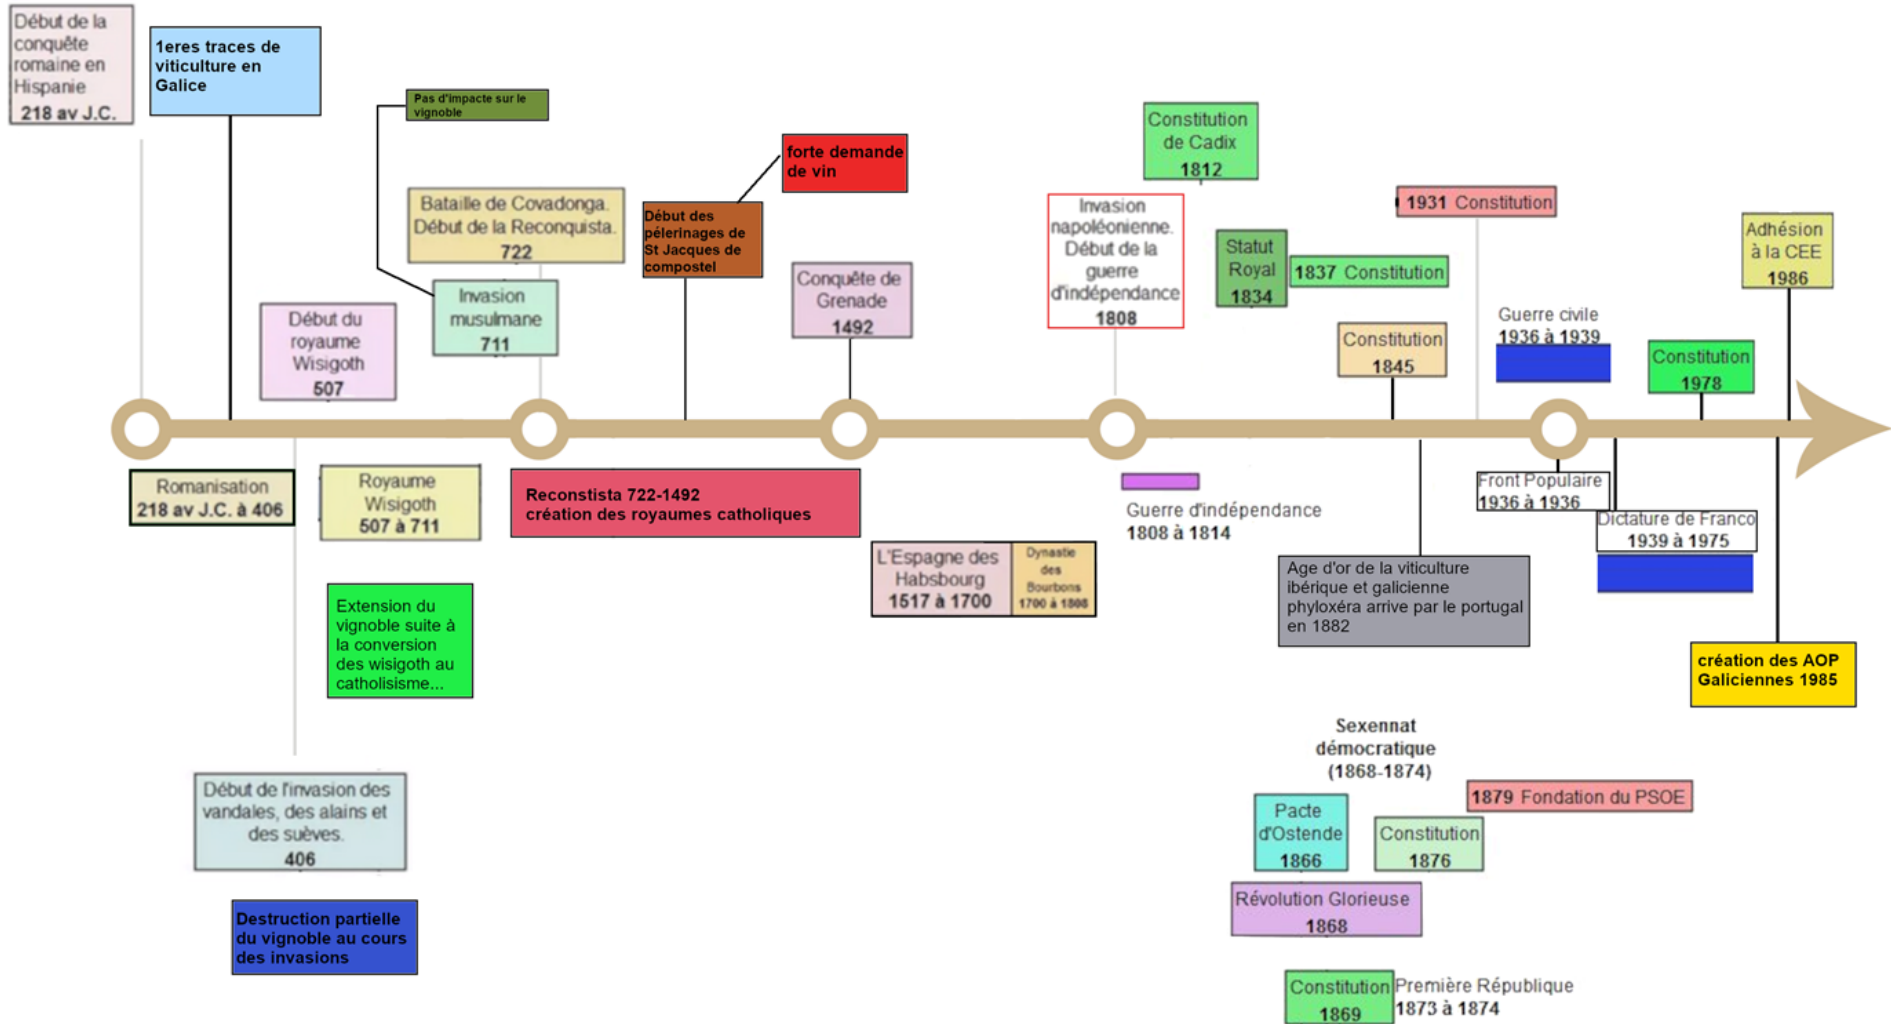 Début de la
conquête
romaine en
Hispanie
218 av J.C.
1eres traces de
viticulture en
Galice
Pas d'impacte sur le
vignoble
Bataille de Covadonga.
Début de la Reconquista.
722
Invasion
musulmane
711
Début du
royaume
Wisigoth
507
Début des
pélerinages de
St Jacques de
compostel
forte demande
de vin
Conquête de
Grenade
1492
Invasion
napoléonienne.
Début de la
guerre
d'indépendance
1808
Constitution
de Cadix
1812
Statut
Royal
1834
1837 Constitution
1931 Constitution
Constitution
1845
Guerre civile
1936 à 1939
Constitution
1978
Adhésion
à la CEE
1986
Romanisation
218 av J.C. à 406
Royaume
Wisigoth
507 à 711
Reconstista 722-1492
création des royaumes catholiques
L'Espagne des
Habsbourg
1517 à 1700
Dynastie
des
Bourbons
1700 à 1808
Guerre d'indépendance
1808 à 1814
Front Populaire
1936 à 1936
Dictature de Franco
1939 à 1975
Age d'or de la viticulture
ibérique et galicienne
phyloxéra arrive par le portugal
en 1882
Extension du
vignoble suite à
la conversion
des wisigoth au
catholisisme...
création des AOP
Galiciennes 1985
Début de l'invasion des
vandales, des alains et
des suèves.
406
Destruction partielle
du vignoble au cours
des invasions
Sexennat
démocratique
(1868-1874)
Pacte
d'Ostende
1866
Constitution
1876
1879 Fondation du PSOE
Révolution Glorieuse
1868
Constitution
1869
Première République
1873 à 1874